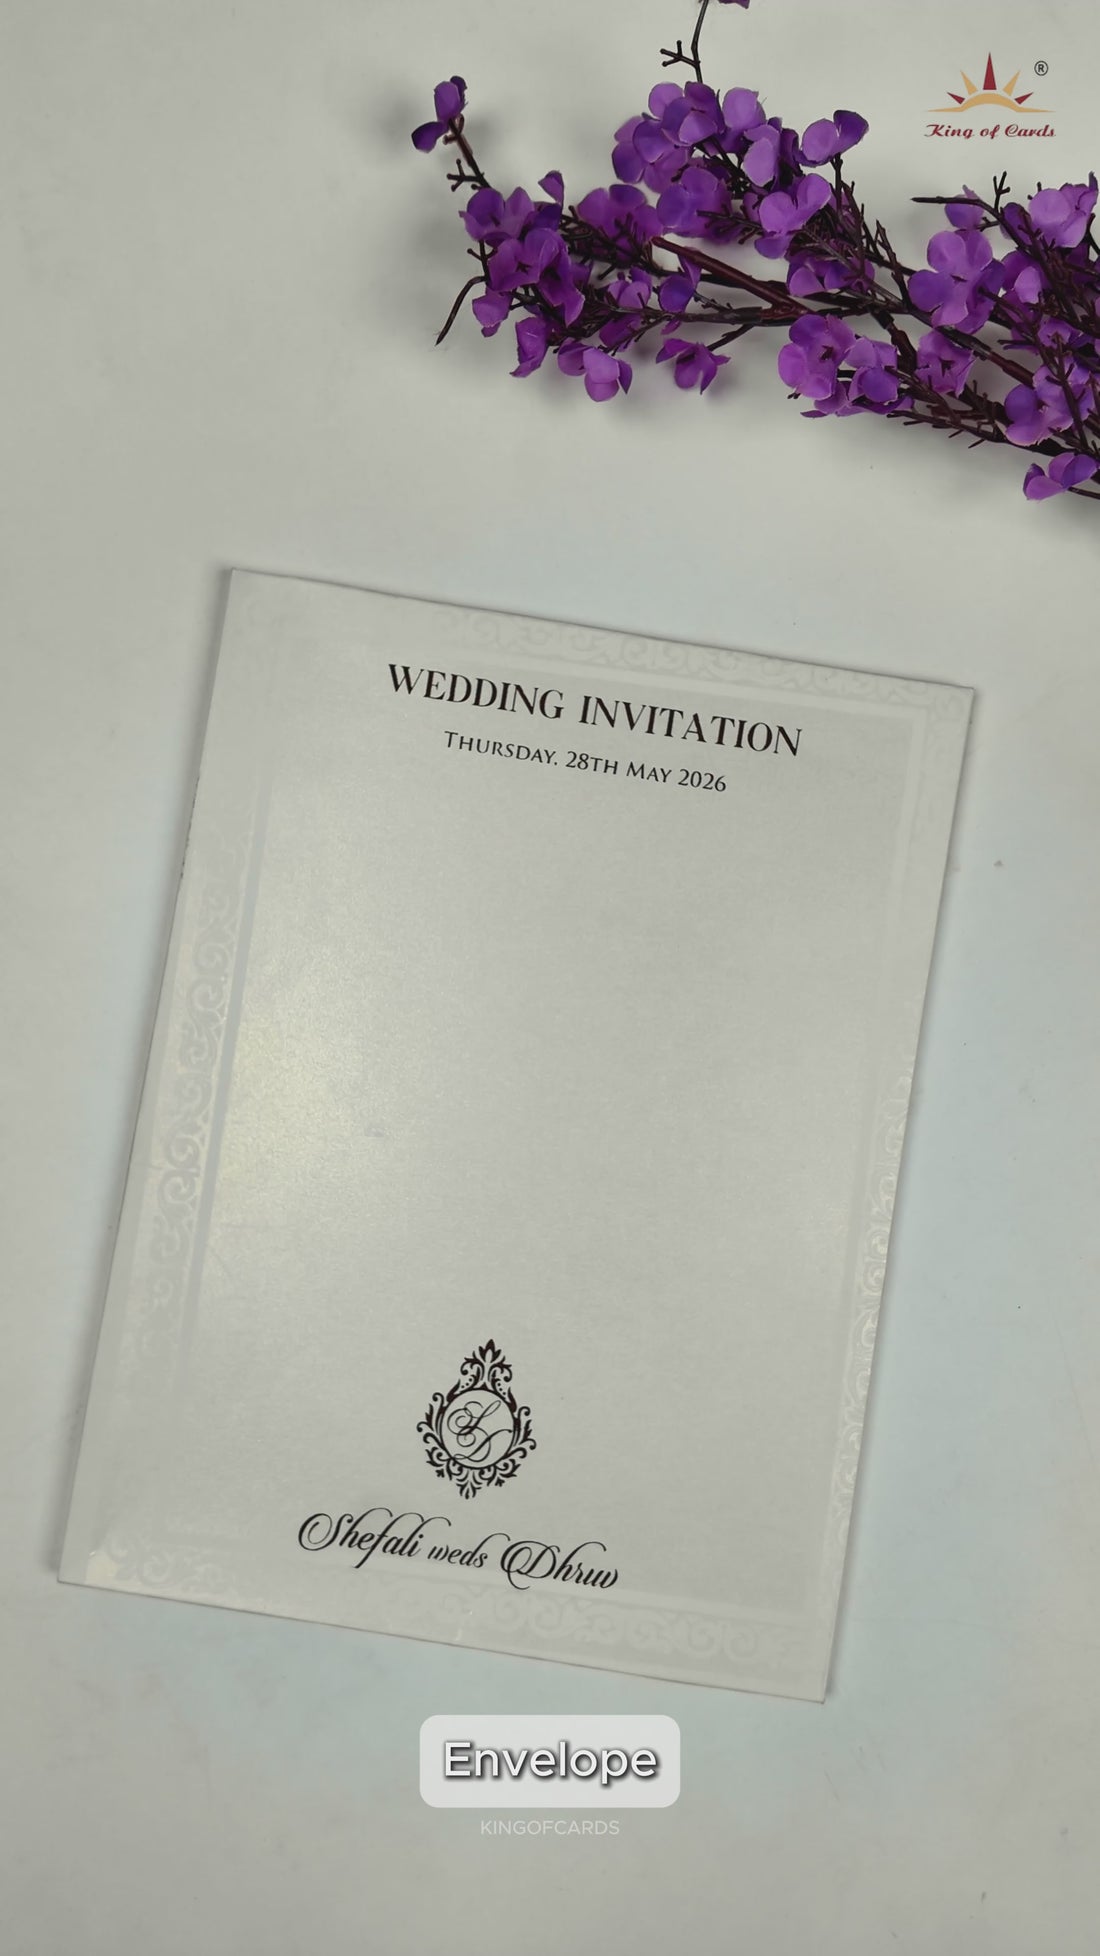 ®
King of Cards
WEDDING INVITATION
THURSDAY, 28TH MAY 2026
SD
Shefali weds Dhruv
Envelope
KINGOFCARDS